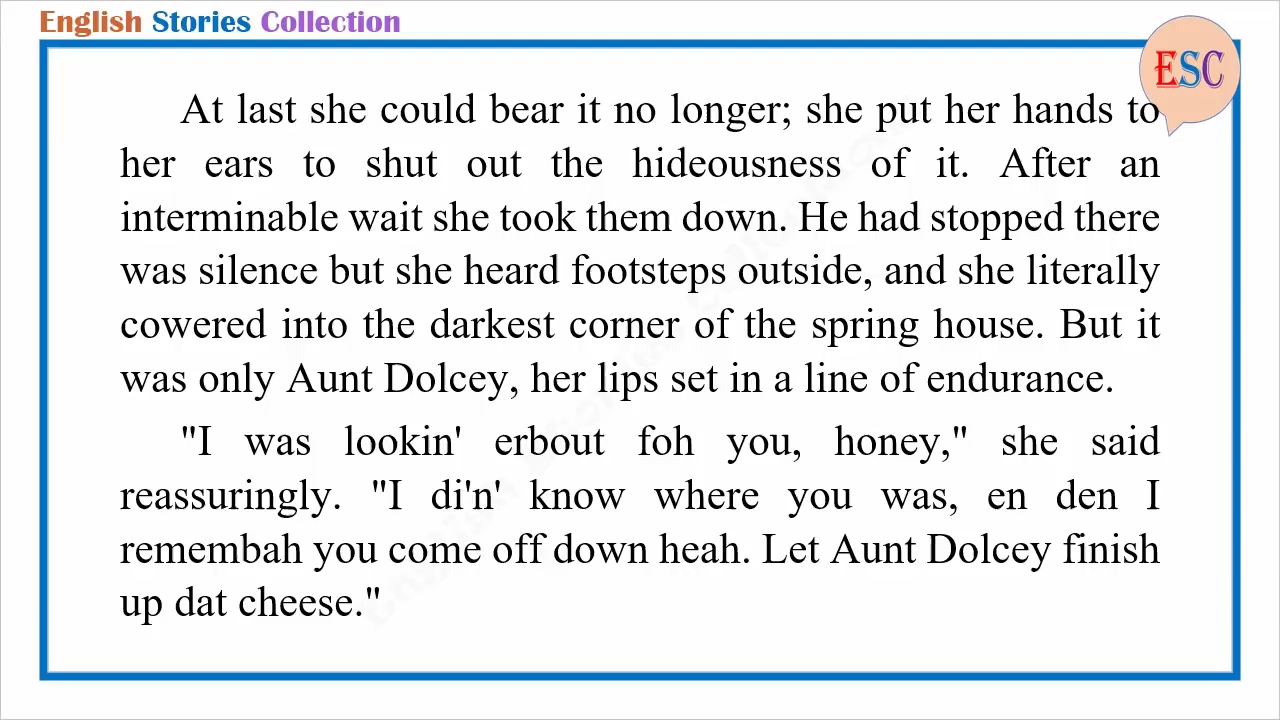 English Stories Collection
ESC
At last she could bear it no longer; she put her hands to
her ears to shut out the hideousness of it. After an
interminable wait she took them down. He had stopped there
was silence but she heard footsteps outside, and she literally
cowered into the darkest corner of the spring house. But it
was only Aunt Dolcey, her lips set in a line of endurance.
"I was lookin' erbout foh you, honey," she said
reassuringly. "I di'n' know where you was, en den I
remembah you come off down heah. Let Aunt Dolcey finish
up dat cheese."